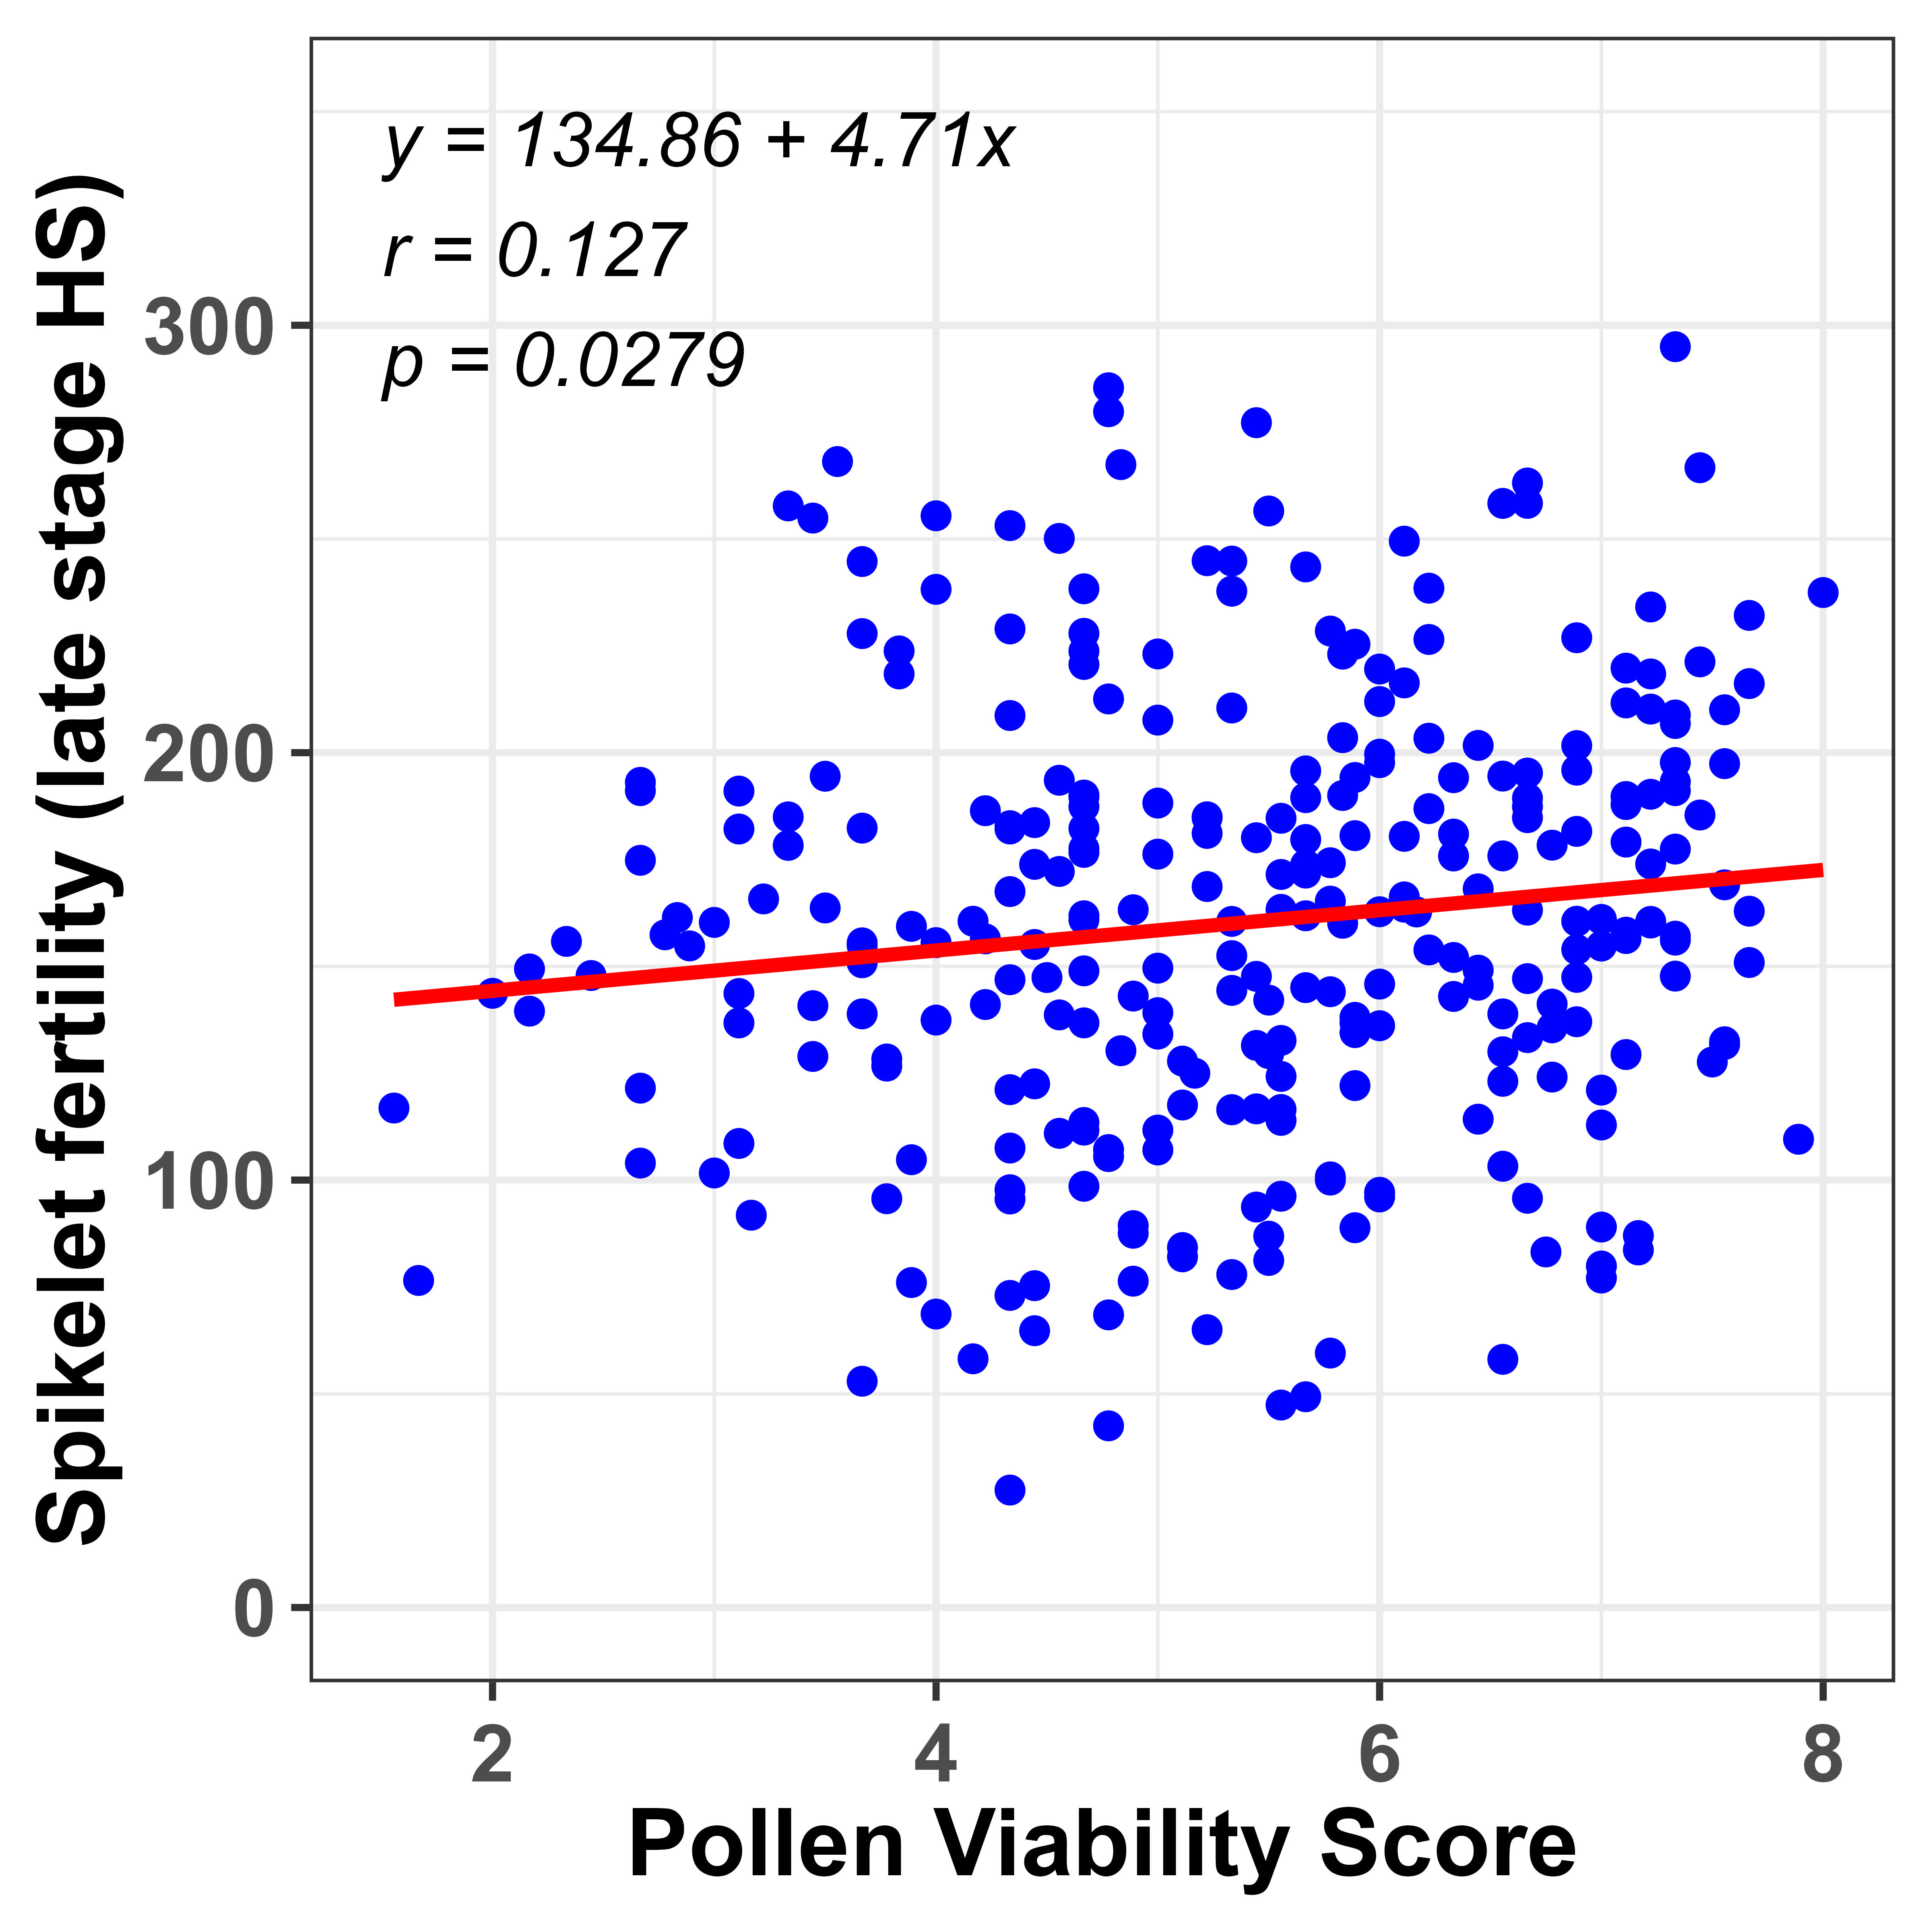 y = 134.86 + 4.71x
r = 0.127
p = 0.0279
Spikelet fertility (late stage HS)
300
200
100
0
2 4 6 8
Pollen Viability Score